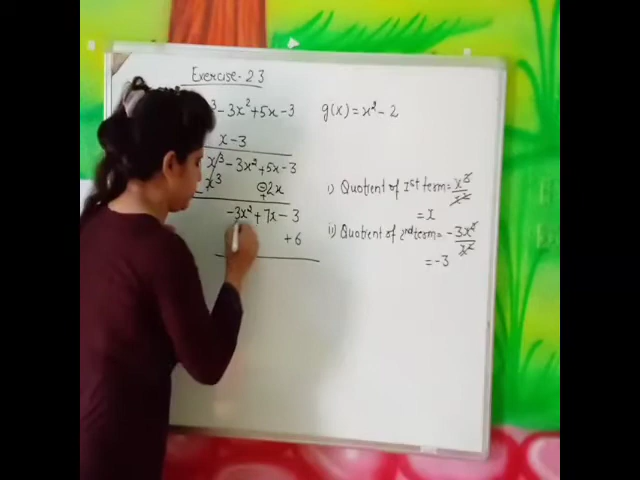 Exercise-2.3
³-3x²+5x-3 g(x)=x²-2
x-3
x³-3x²+5x-3
i) Quotient of Ist term=x³/x²
x³ -2x
+
=x
-3x²+7x-3
ii) Quotient of 2nd term=-3x²/x²
+6
=-3